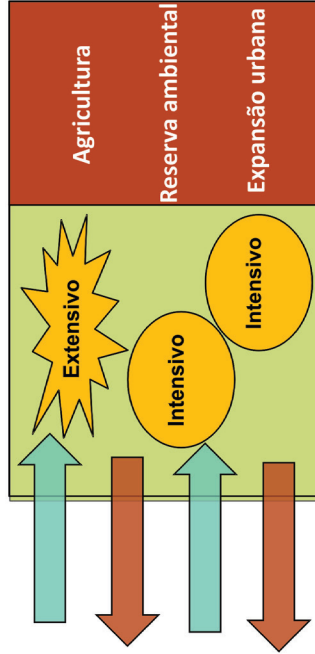 Extensivo
Intensivo
Intensivo
Agricultura
Reserva ambiental
Expansão urbana